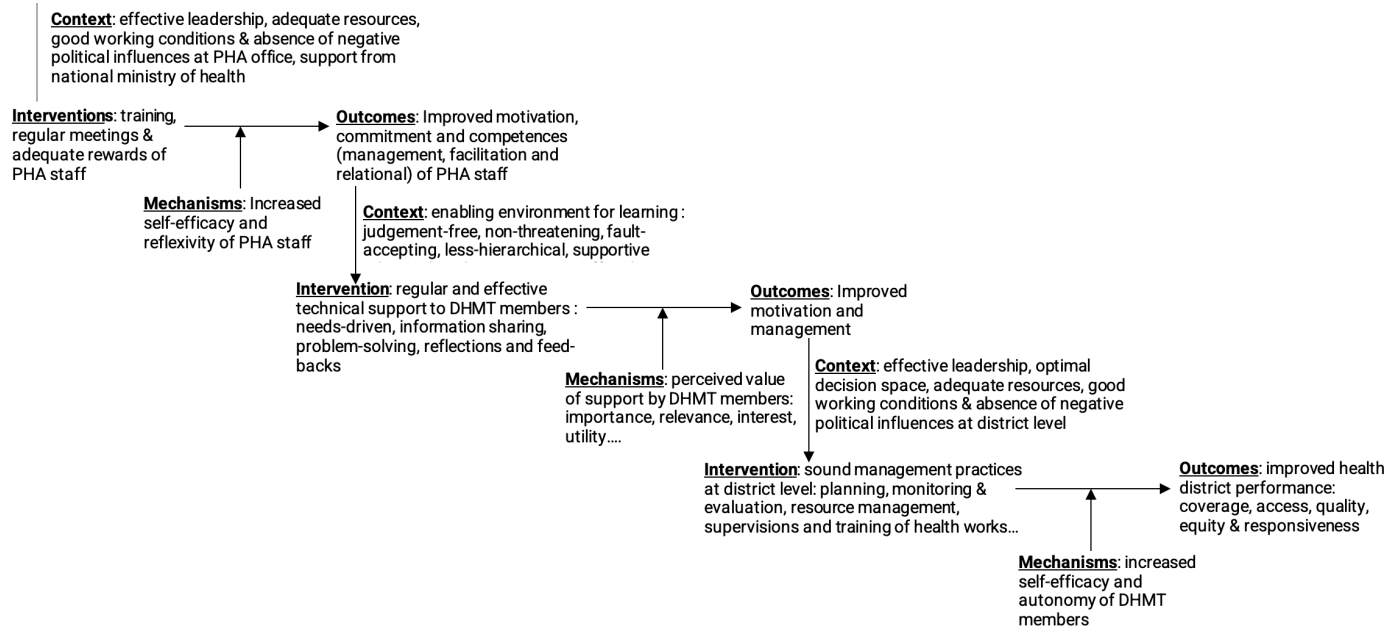 Context: effective leadership, adequate resources,
good working conditions & absence of negative
political influences at PHA office, support from
national ministry of health
Interventions: training,
regular meetings &
adequate rewards of
PHA staff
Outcomes: Improved motivation,
commitment and competences
(management, facilitation and
relational) of PHA staff
Mechanisms: Increased
self-efficacy and
reflexivity of PHA staff
Context: enabling environment for learning :
judgement-free, non-threatening, fault-
accepting, less-hierarchical, supportive
Intervention: regular and effective
technical support to DHMT members :
needs-driven, information sharing,
problem-solving, reflections and feed-
backs
Outcomes: Improved
motivation and
management
Mechanisms: perceived value
of support by DHMT members:
importance, relevance, interest,
utility....
Context: effective leadership, optimal
decision space, adequate resources, good
working conditions & absence of negative
political influences at district level
Intervention: sound management practices
at district level: planning, monitoring &
evaluation, resource management,
supervisions and training of health works...
Outcomes: improved health
district performance:
coverage, access, quality,
equity & responsiveness
Mechanisms: increased
self-efficacy and
autonomy of DHMT
members